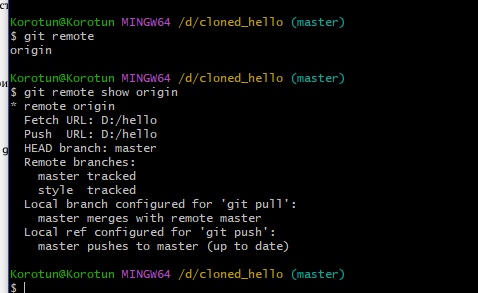 ст
Korotun@Korotun MINGW64 /d/cloned_hello (master)
$ git remote
origin
Korotun@Korotun MINGW64 /d/cloned_hello (master)
$ git remote show origin
* remote origin
Fetch URL: D:/hello
Push  URL: D:/hello
HEAD branch: master
Remote branches:
master tracked
style  tracked
Local branch configured for 'git pull':
master merges with remote master
Local ref configured for 'git push':
master pushes to master (up to date)
Korotun@Korotun MINGW64 /d/cloned_hello (master)
$